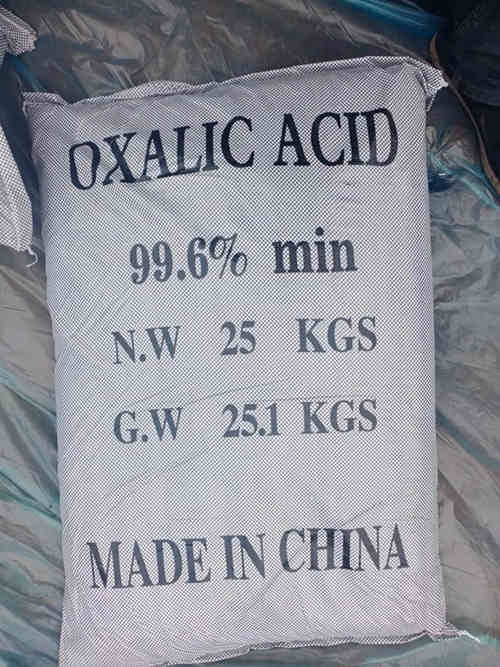 OXALIC ACID
99.6% min
N.W 25 KGS
G.W 25.1 KGS
MADE IN CHINA